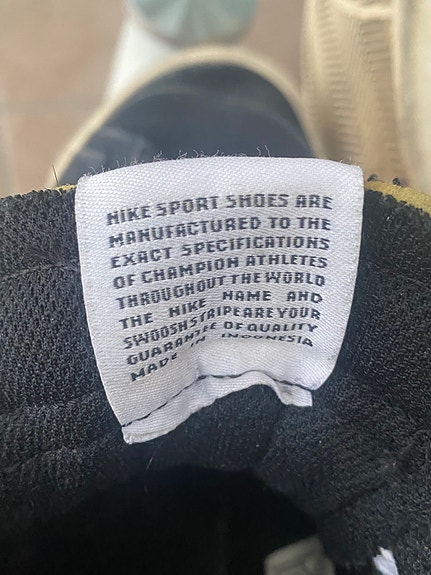 NIKE SPORT SHOES ARE
MANUFACTURED TO THE
EXACT SPECIFICATIONS
OF CHAMPION ATHLETES
THROUGHOUT THE WORLD
THE NIKE NAME AND
SWOOSH STRIPE ARE YOUR
GUARANTEE OF QUALITY
MADE IN INDONESIA